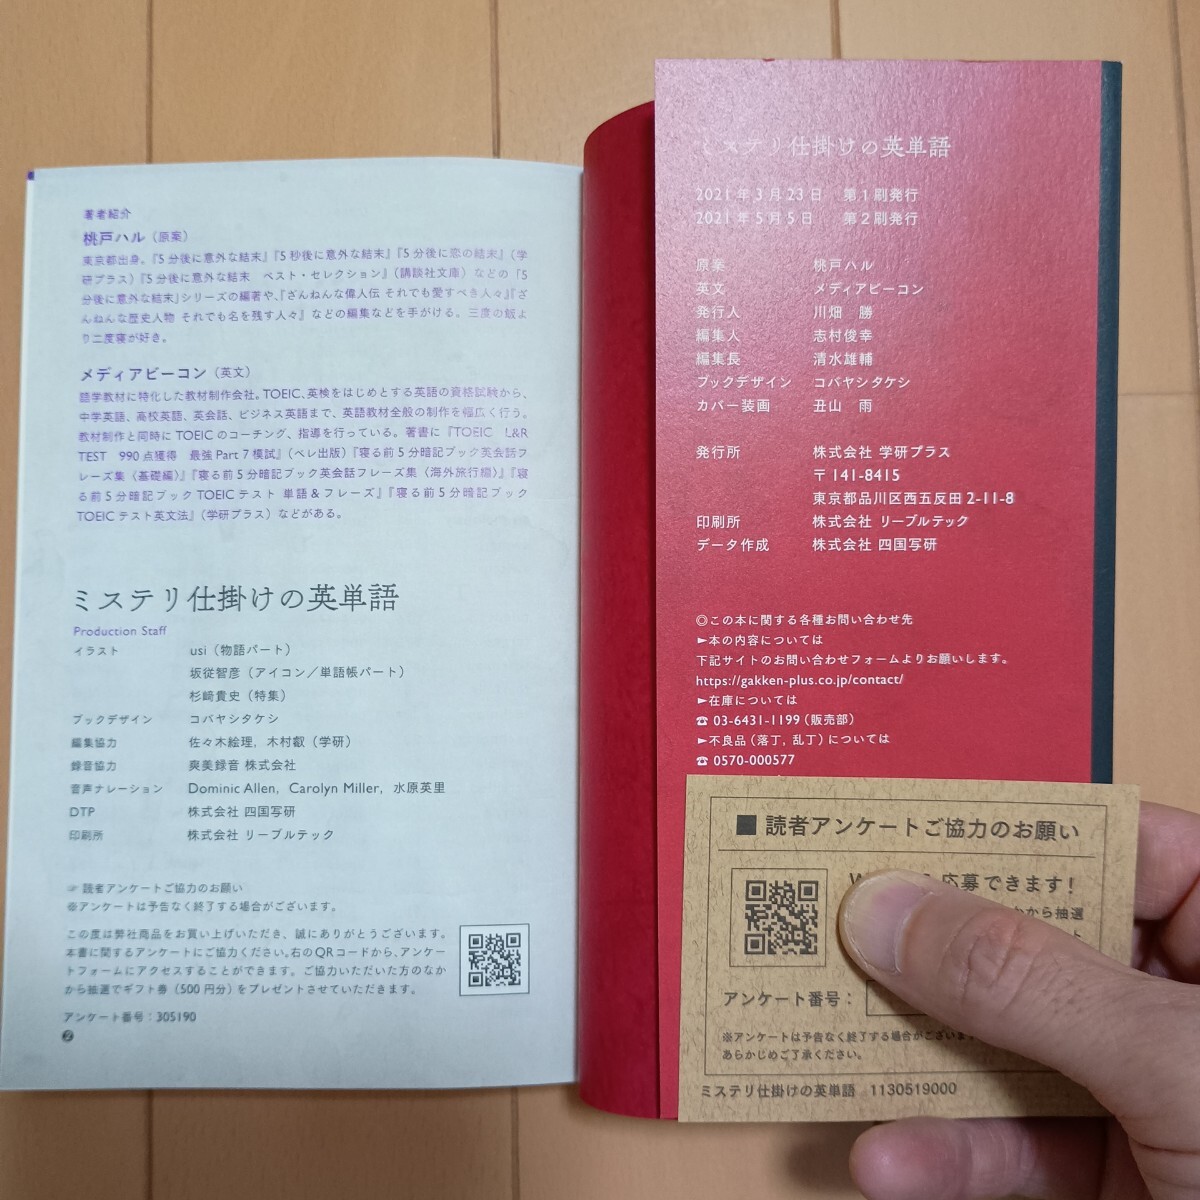 著者紹介
桃戸ハル（原案）
東京都出身。『5分後に意外な結末』『5秒後に意外な結末』『5分後に恋の結末』（学
研プラス）『5分後に意外な結末　ベスト・セレクション』（講談社文庫）などの「5
分後に意外な結末」シリーズの編著や、『ざんねんな偉人伝 それでも愛すべき人々』『ざ
んねんな歴史人物 それでも名を残す人々』などの編集などを手がける。三度の飯よ
り二度寝が好き。
メディアビーコン（英文）
語学教材に特化した教材制作会社。TOEIC、英検をはじめとする英語の資格試験から、
中学英語、高校英語、英会話、ビジネス英語まで、英語教材全般の制作を幅広く行う。
教材制作と同時にTOEICのコーチング、指導を行っている。著書に『TOEIC　L&R
TEST　990点獲得　最強Part 7模試』（ベレ出版）『寝る前5分暗記ブック英会話フ
レーズ集〈基礎編〉』『寝る前5分暗記ブック英会話フレーズ集〈海外旅行編〉』『寝
る前5分暗記ブックTOEICテスト 単語＆フレーズ』『寝る前5分暗記ブック
TOEICテスト英文法』（学研プラス）などがある。
ミステリ仕掛けの英単語
Production Staff
イラスト　usi（物語パート）
坂従智彦（アイコン／単語帳パート）
杉﨑貴史（特集）
ブックデザイン　コバヤシタケシ
編集協力　佐々木絵理，木村叡（学研）
録音協力　爽美録音 株式会社
音声ナレーション　Dominic Allen，Carolyn Miller，水原英里
DTP　株式会社 四国写研
印刷所　株式会社 リーブルテック
☞ 読者アンケートご協力のお願い
※アンケートは予告なく終了する場合がございます。
この度は弊社商品をお買い上げいただき、誠にありがとうございます。
本書に関するアンケートにご協力ください。右のQRコードから、アンケー
トフォームにアクセスすることができます。ご協力いただいた方のなか
から抽選でギフト券（500円分）をプレゼントさせていただきます。
アンケート番号：305190
❷
ミステリ仕掛けの英単語
2021年3月23日　第1刷発行
2021年5月5日　第2刷発行
原案　桃戸ハル
英文　メディアビーコン
発行人　川畑　勝
編集人　志村俊幸
編集長　清水雄輔
ブックデザイン　コバヤシタケシ
カバー装画　丑山　雨
発行所　株式会社 学研プラス
〒141-8415
東京都品川区西五反田2-11-8
印刷所　株式会社 リーブルテック
データ作成　株式会社 四国写研
◎この本に関する各種お問い合わせ先
►本の内容については
下記サイトのお問い合わせフォームよりお願いします。
https://gakken-plus.co.jp/contact/
►在庫については
☎ 03-6431-1199（販売部）
►不良品（落丁, 乱丁）については
☎ 0570-000577
■ 読者アンケートご協力のお願い
応募できます！
から抽選
ト
アンケート番号：
※アンケートは予告なく終了する場合がございます
あらかじめご了承ください。
ミステリ仕掛けの英単語　1130519000